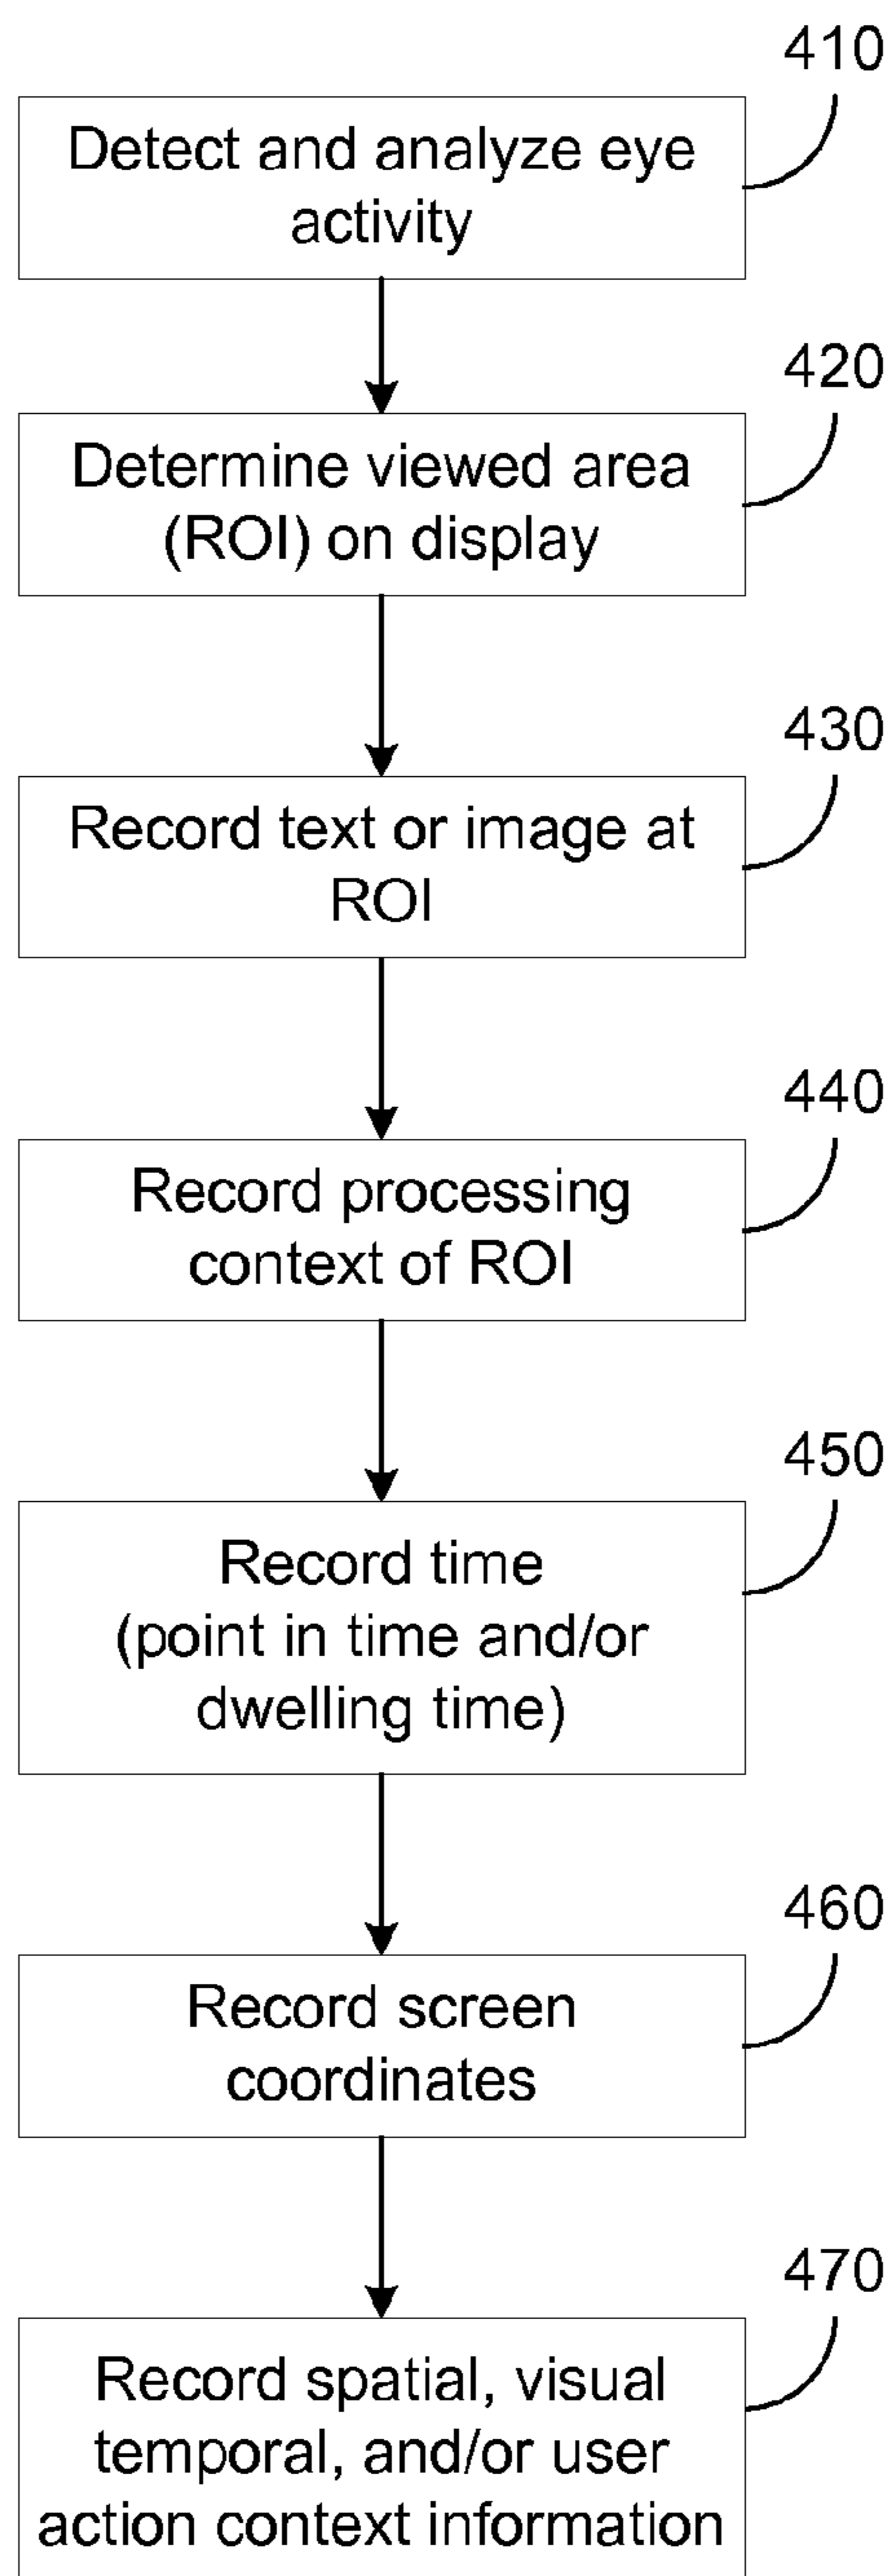 410
Detect and analyze eye
activity
420
Determine viewed area
(ROI) on display
430
Record text or image at
ROI
440
Record processing
context of ROI
450
Record time
(point in time and/or
dwelling time)
460
Record screen
coordinates
470
Record spatial, visual
temporal, and/or user
action context information